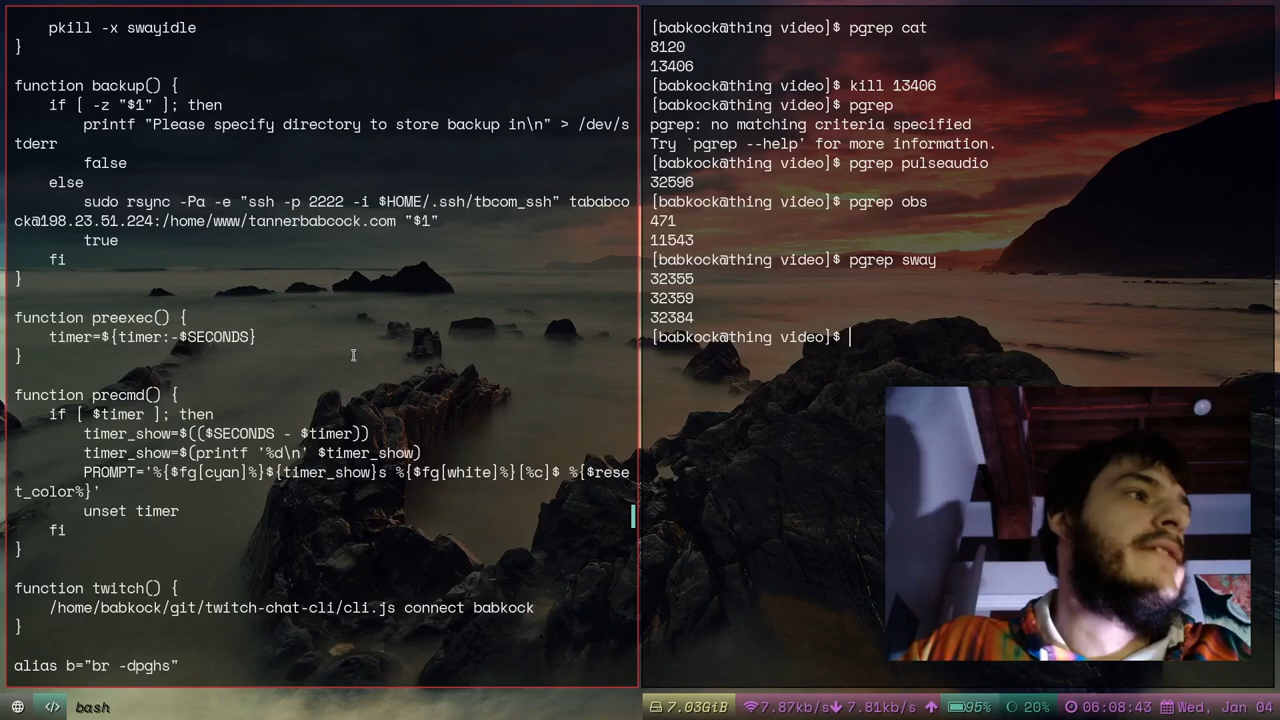 pkill -x swayidle
}
function backup() {
    if [ -z "$1" ]; then
        printf "Please specify directory to store backup in\n" > /dev/s
tderr
        false
    else
        sudo rsync -Pa -e "ssh -p 2222 -i $HOME/.ssh/tbcom_ssh" tababco
ck@198.23.51.224:/home/www/tannerbabcock.com "$1"
        true
    fi
}
function preexec() {
    timer=${timer:-$SECONDS}
}
function precmd() {
    if [ $timer ]; then
        timer_show=$(($SECONDS - $timer))
        timer_show=$(printf '%d\n' $timer_show)
        PROMPT='%{$fg[cyan]%}${timer_show}s %{$fg[white]%}[%c]$ %{$rese
t_color%}'
        unset timer
    fi
}
function twitch() {
    /home/babkock/git/twitch-chat-cli/cli.js connect babkock
}
alias b="br -dpghs"
[babkock@thing video]$ pgrep cat
8120
13406
[babkock@thing video]$ kill 13406
[babkock@thing video]$ pgrep
pgrep: no matching criteria specified
Try `pgrep --help' for more information.
[babkock@thing video]$ pgrep pulseaudio
32596
[babkock@thing video]$ pgrep obs
471
11543
[babkock@thing video]$ pgrep sway
32355
32359
32384
[babkock@thing video]$
</> bash
7.03GiB 7.87kb/s 7.81kb/s 95% 20% 06:08:43 Wed, Jan 04